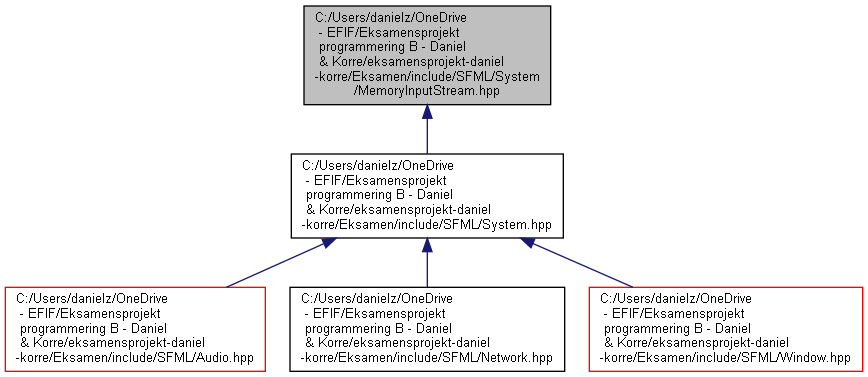 C:/Users/danielz/OneDrive
- EFIF/Eksamensprojekt
programmering B - Daniel
& Korre/eksamensprojekt-daniel
-korre/Eksamen/include/SFML/System
/MemoryInputStream.hpp
C:/Users/danielz/OneDrive
- EFIF/Eksamensprojekt
programmering B - Daniel
& Korre/eksamensprojekt-daniel
-korre/Eksamen/include/SFML/System.hpp
C:/Users/danielz/OneDrive
- EFIF/Eksamensprojekt
programmering B - Daniel
& Korre/eksamensprojekt-daniel
-korre/Eksamen/include/SFML/Audio.hpp
C:/Users/danielz/OneDrive
- EFIF/Eksamensprojekt
programmering B - Daniel
& Korre/eksamensprojekt-daniel
-korre/Eksamen/include/SFML/Network.hpp
C:/Users/danielz/OneDrive
- EFIF/Eksamensprojekt
programmering B - Daniel
& Korre/eksamensprojekt-daniel
-korre/Eksamen/include/SFML/Window.hpp